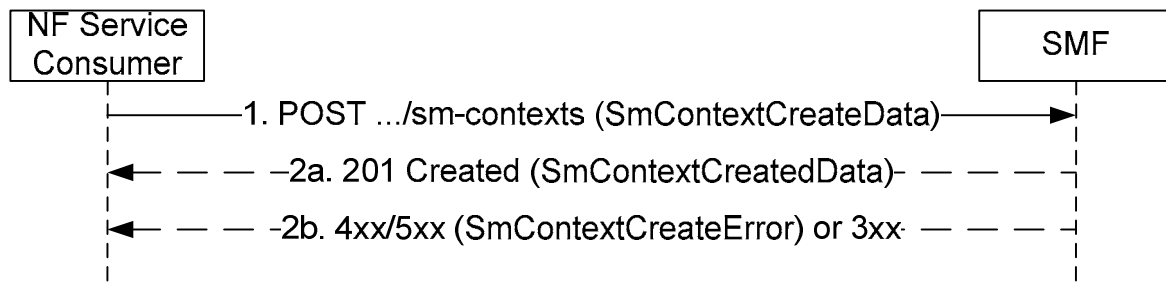 NF Service
Consumer
SMF
1. POST .../sm-contexts (SmContextCreateData)
2a. 201 Created (SmContextCreatedData)
2b. 4xx/5xx (SmContextCreateError) or 3xx